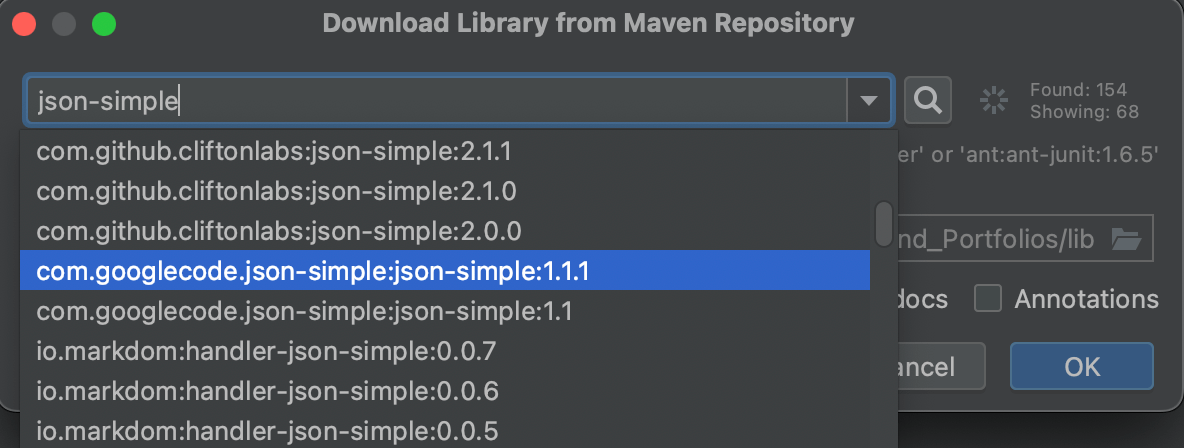 Download Library from Maven Repository
json-simple
Found: 154
Showing: 68
com.github.cliftonlabs:json-simple:2.1.1
er' or 'ant:ant-junit:1.6.5'
com.github.cliftonlabs:json-simple:2.1.0
com.github.cliftonlabs:json-simple:2.0.0
nd_Portfolios/lib
com.googlecode.json-simple:json-simple:1.1.1
docs
Annotations
com.googlecode.json-simple:json-simple:1.1
io.markdom:handler-json-simple:0.0.7
ancel
OK
io.markdom:handler-json-simple:0.0.6
io.markdom:handler-json-simple:0.0.5